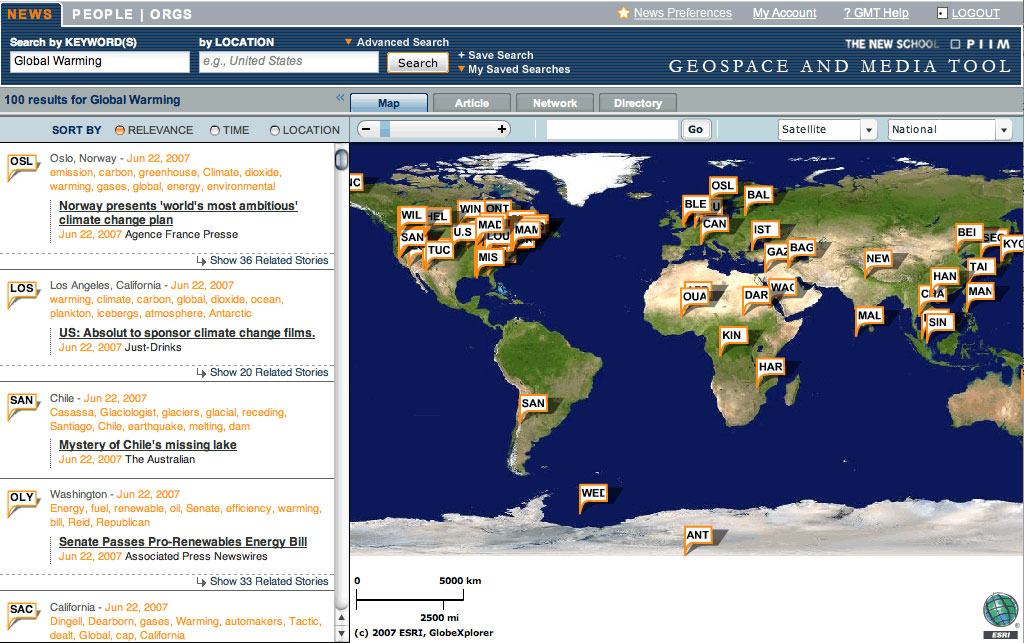 NEWS PEOPLE | ORGS
News Preferences My Account ? GMT Help LOGOUT
Search by KEYWORD(S) by LOCATION Advanced Search
Global Warming e.g., United States Search + Save Search
My Saved Searches
THE NEW SCHOOL PIIM
GEOSPACE AND MEDIA TOOL
100 results for Global Warming «
Map Article Network Directory
SORT BY RELEVANCE TIME LOCATION
− + Go Satellite National
OSL
Oslo, Norway - Jun 22, 2007
emission, carbon, greenhouse, Climate, dioxide,
warming, gases, global, energy, environmental
Norway presents 'world's most ambitious'
climate change plan
Jun 22, 2007 Agence France Presse
Show 36 Related Stories
LOS
Los Angeles, California - Jun 22, 2007
warming, climate, carbon, global, dioxide, ocean,
plankton, icebergs, atmosphere, Antarctic
US: Absolut to sponsor climate change films.
Jun 22, 2007 Just-Drinks
Show 20 Related Stories
SAN
Chile - Jun 22, 2007
Casassa, Glaciologist, glaciers, glacial, receding,
Santiago, Chile, earthquake, melting, dam
Mystery of Chile's missing lake
Jun 22, 2007 The Australian
OLY
Washington - Jun 22, 2007
Energy, fuel, renewable, oil, Senate, efficiency, warming,
bill, Reid, Republican
Senate Passes Pro-Renewables Energy Bill
Jun 22, 2007 Associated Press Newswires
Show 33 Related Stories
SAC
California - Jun 22, 2007
Dingell, Dearborn, gases, Warming, automakers, Tactic,
dealt, Global, cap, California
NC
OSL
BAL
BLE
WIL HEL WIN ONT
CAN
SAN U.S MAD LOU MAN
IST
TUC MIS
GAZ BAG
BEI SEO KYO
NEW
TAI
HAN
OUA DAR WAG
MAN
MAL
SIN
KIN
HAR
SAN
WED
ANT
0 5000 km
2500 mi
(c) 2007 ESRI, GlobeXplorer
ESRI